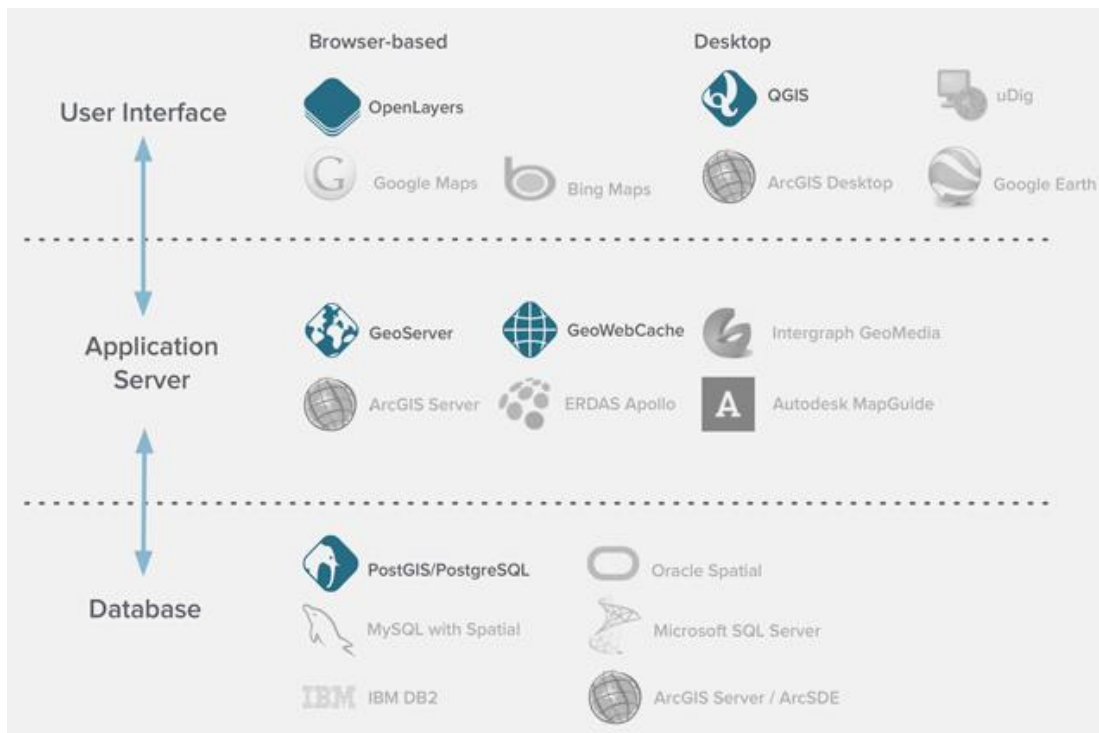 Browser-based
Desktop
User Interface
OpenLayers
QGIS
uDig
G
Google Maps
Bing Maps
ArcGIS Desktop
Google Earth
Application
Server
GeoServer
GeoWebCache
Intergraph GeoMedia
ArcGIS Server
ERDAS Apollo
A
Autodesk MapGuide
Database
PostGIS/PostgreSQL
Oracle Spatial
MySQL with Spatial
Microsoft SQL Server
IBM
IBM DB2
ArcGIS Server / ArcSDE